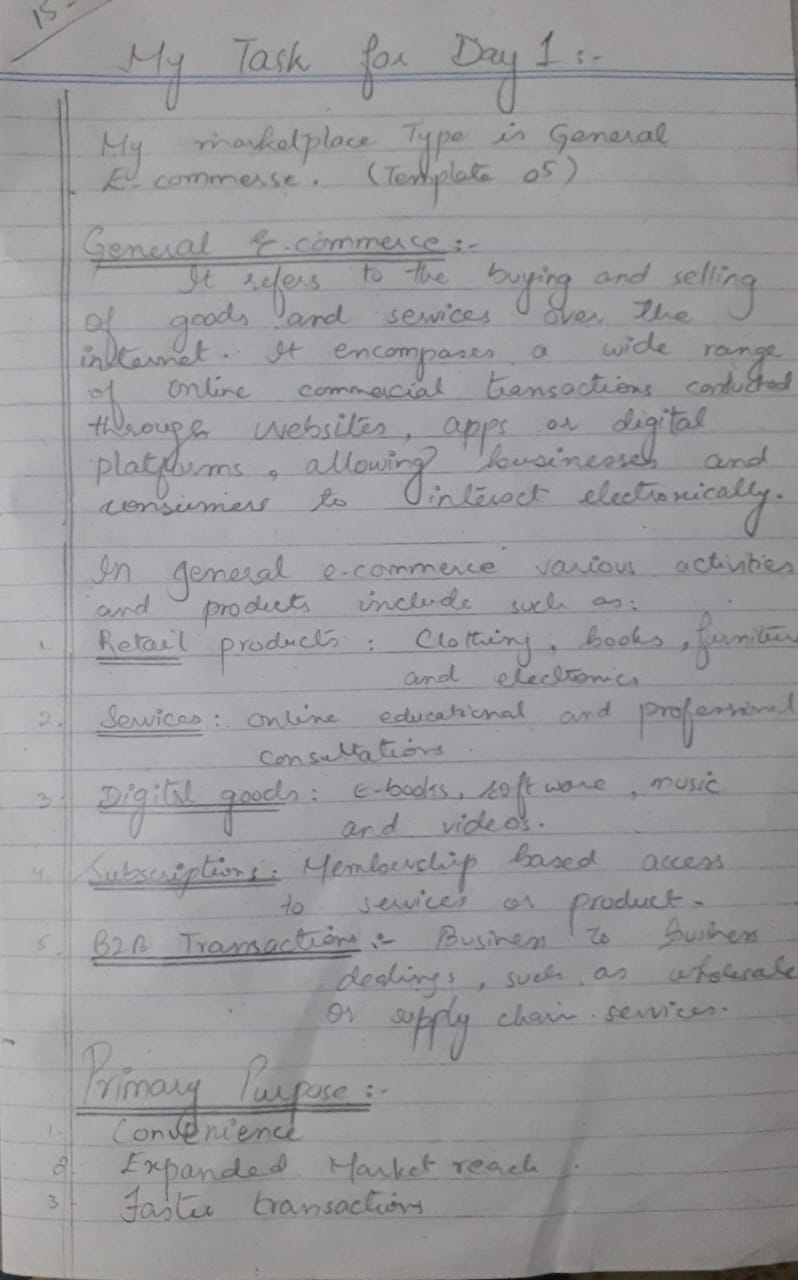 15
My Task for Day 1 :-
My marketplace Type is General
E-commerse. (Template 05)
General E-commerce :-
It refers to the buying and selling
of goods and services over the
internet. It encompases a wide range
of online commercial transactions conducted
through websites, apps or digital
platforms, allowing businesses and
consumers to interact electronically.
In general e-commerce various activities
and products include such as:
1. Retail products : Clothing, books, furniture
and electronics
2. Services : online educational and professional
consultations
3. Digital goods : E-books, software, music
and videos.
4. Subscriptions : Membership based access
to services or product.
5. B2B Transactions :- Business to Business
dealings, such as wholesale
or supply chain services.
Primary Purpose :-
1. Convenience
2. Expanded Market reach.
3. Faster transactions